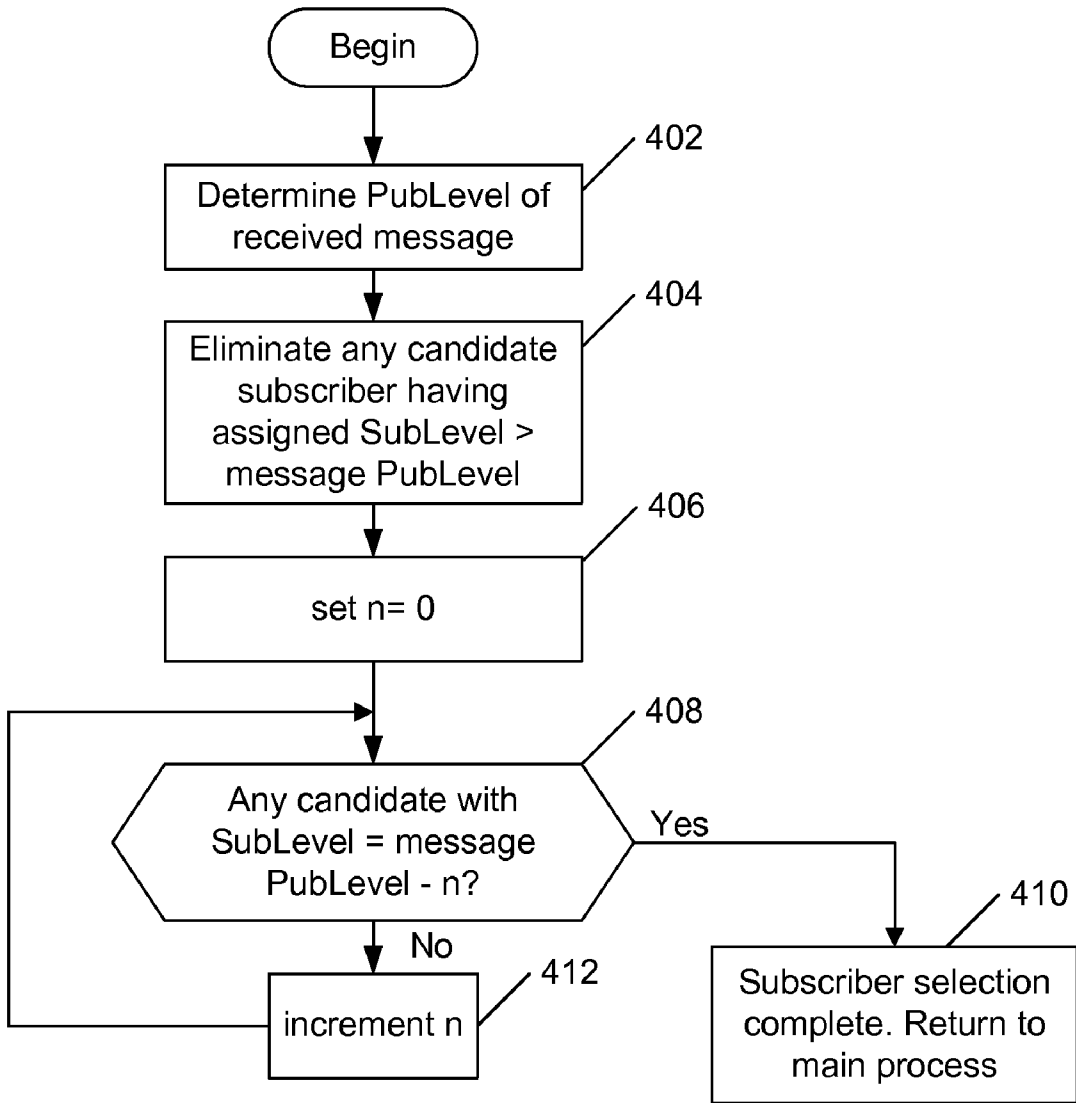 Begin
402
Determine PubLevel of
received message
404
Eliminate any candidate
subscriber having
assigned SubLevel >
message PubLevel
406
set n= 0
408
Any candidate with
SubLevel = message
PubLevel - n?
Yes
No
410
412
increment n
Subscriber selection
complete. Return to
main process